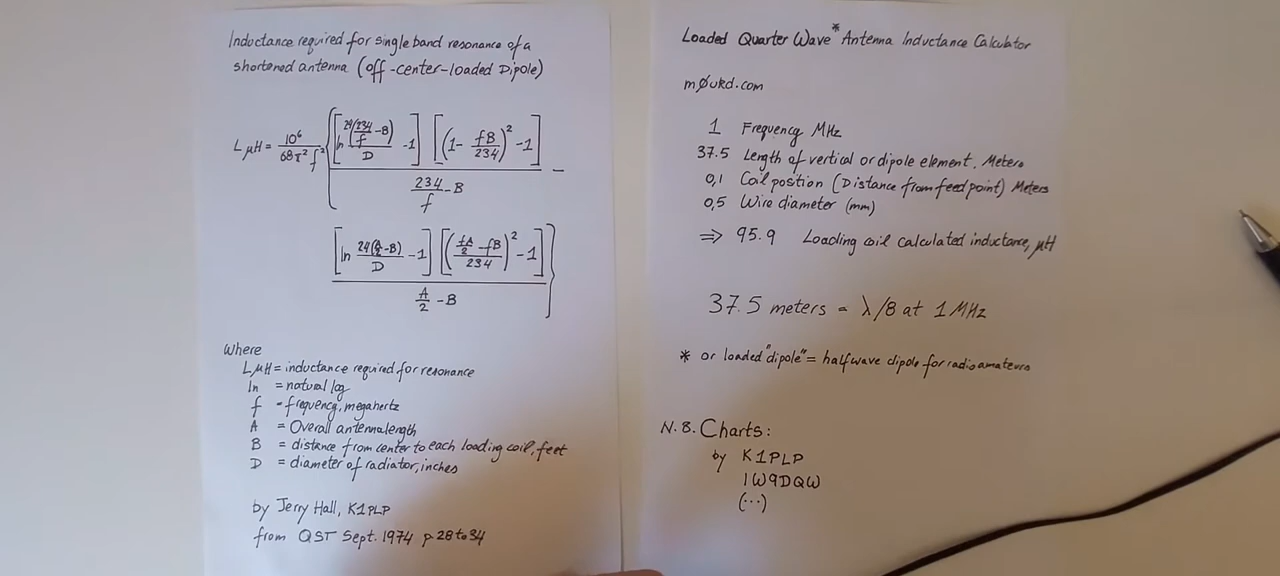 Inductance required for single band resonance of a
shortened antenna (off-center-loaded Dipole)
LμH = 10⁶/68π²f² { [ln 24(234/f - B)/D - 1] [(1 - fB/234)² - 1] / (234/f - B) -
[ln 24(A/2 - B)/D - 1] [((fA/2 - fB)/234)² - 1] / (A/2 - B) }
Where
LμH = inductance required for resonance
ln = natural log
f = frequency, megahertz
A = Overall antennalength
B = distance from center to each loading coil, feet
D = diameter of radiator, inches
by Jerry Hall, K1PLP
from QST Sept. 1974 p 28 to 34
Loaded Quarter Wave* Antenna Inductance Calculator
mØukd.com
1 Frequency MHz
37.5 Length of vertical or dipole element. Meters
0,1 Coil position (Distance from feed point) Meters
0,5 Wire diameter (mm)
⇒ 95.9 Loading coil calculated inductance, μH
37.5 meters = λ/8 at 1 MHz
* or loaded "dipole" = halfwave dipole for radioamateurs
N.B. Charts:
by K1PLP
IW9DQW
(...)